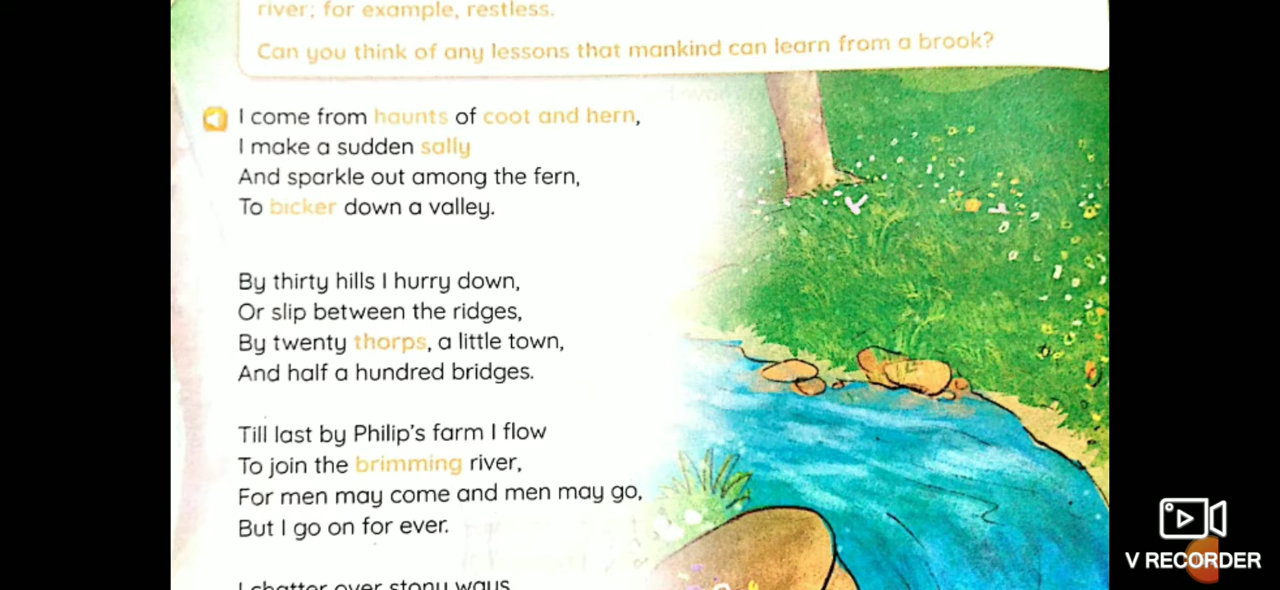 river; for example, restless.
Can you think of any lessons that mankind can learn from a brook?
I come from haunts of coot and hern,
I make a sudden sally
And sparkle out among the fern,
To bicker down a valley.
By thirty hills I hurry down,
Or slip between the ridges,
By twenty thorps, a little town,
And half a hundred bridges.
Till last by Philip's farm I flow
To join the brimming river,
For men may come and men may go,
But I go on for ever.
I chatter over stony ways
V RECORDER